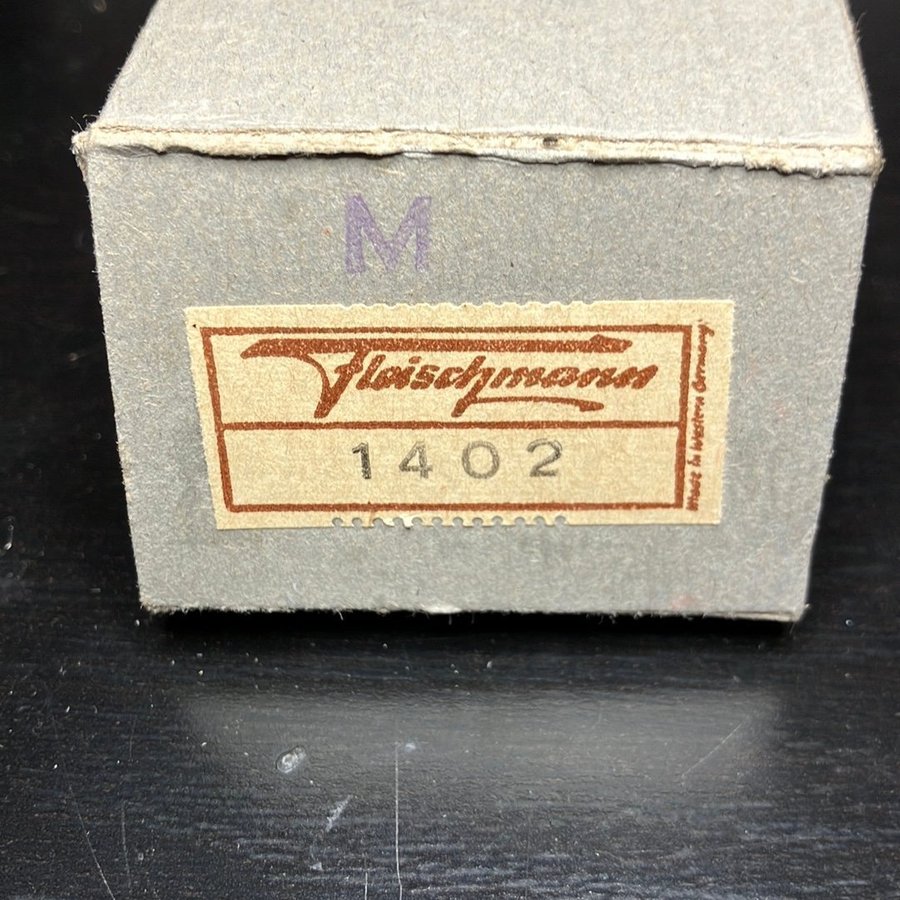 M
Fleischmann
1402
Made in Western Germany